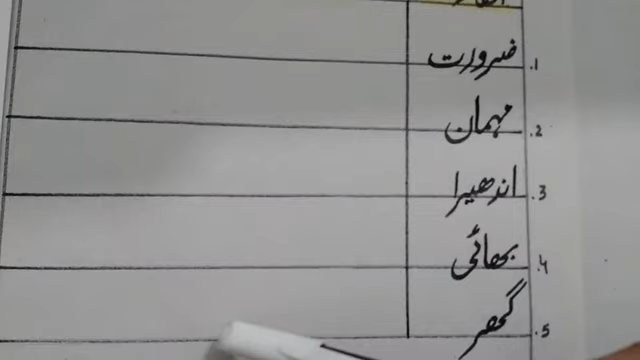 1. ضرورت
2. مہمان
3. اندھیرا
4. بھائی
5. گھر